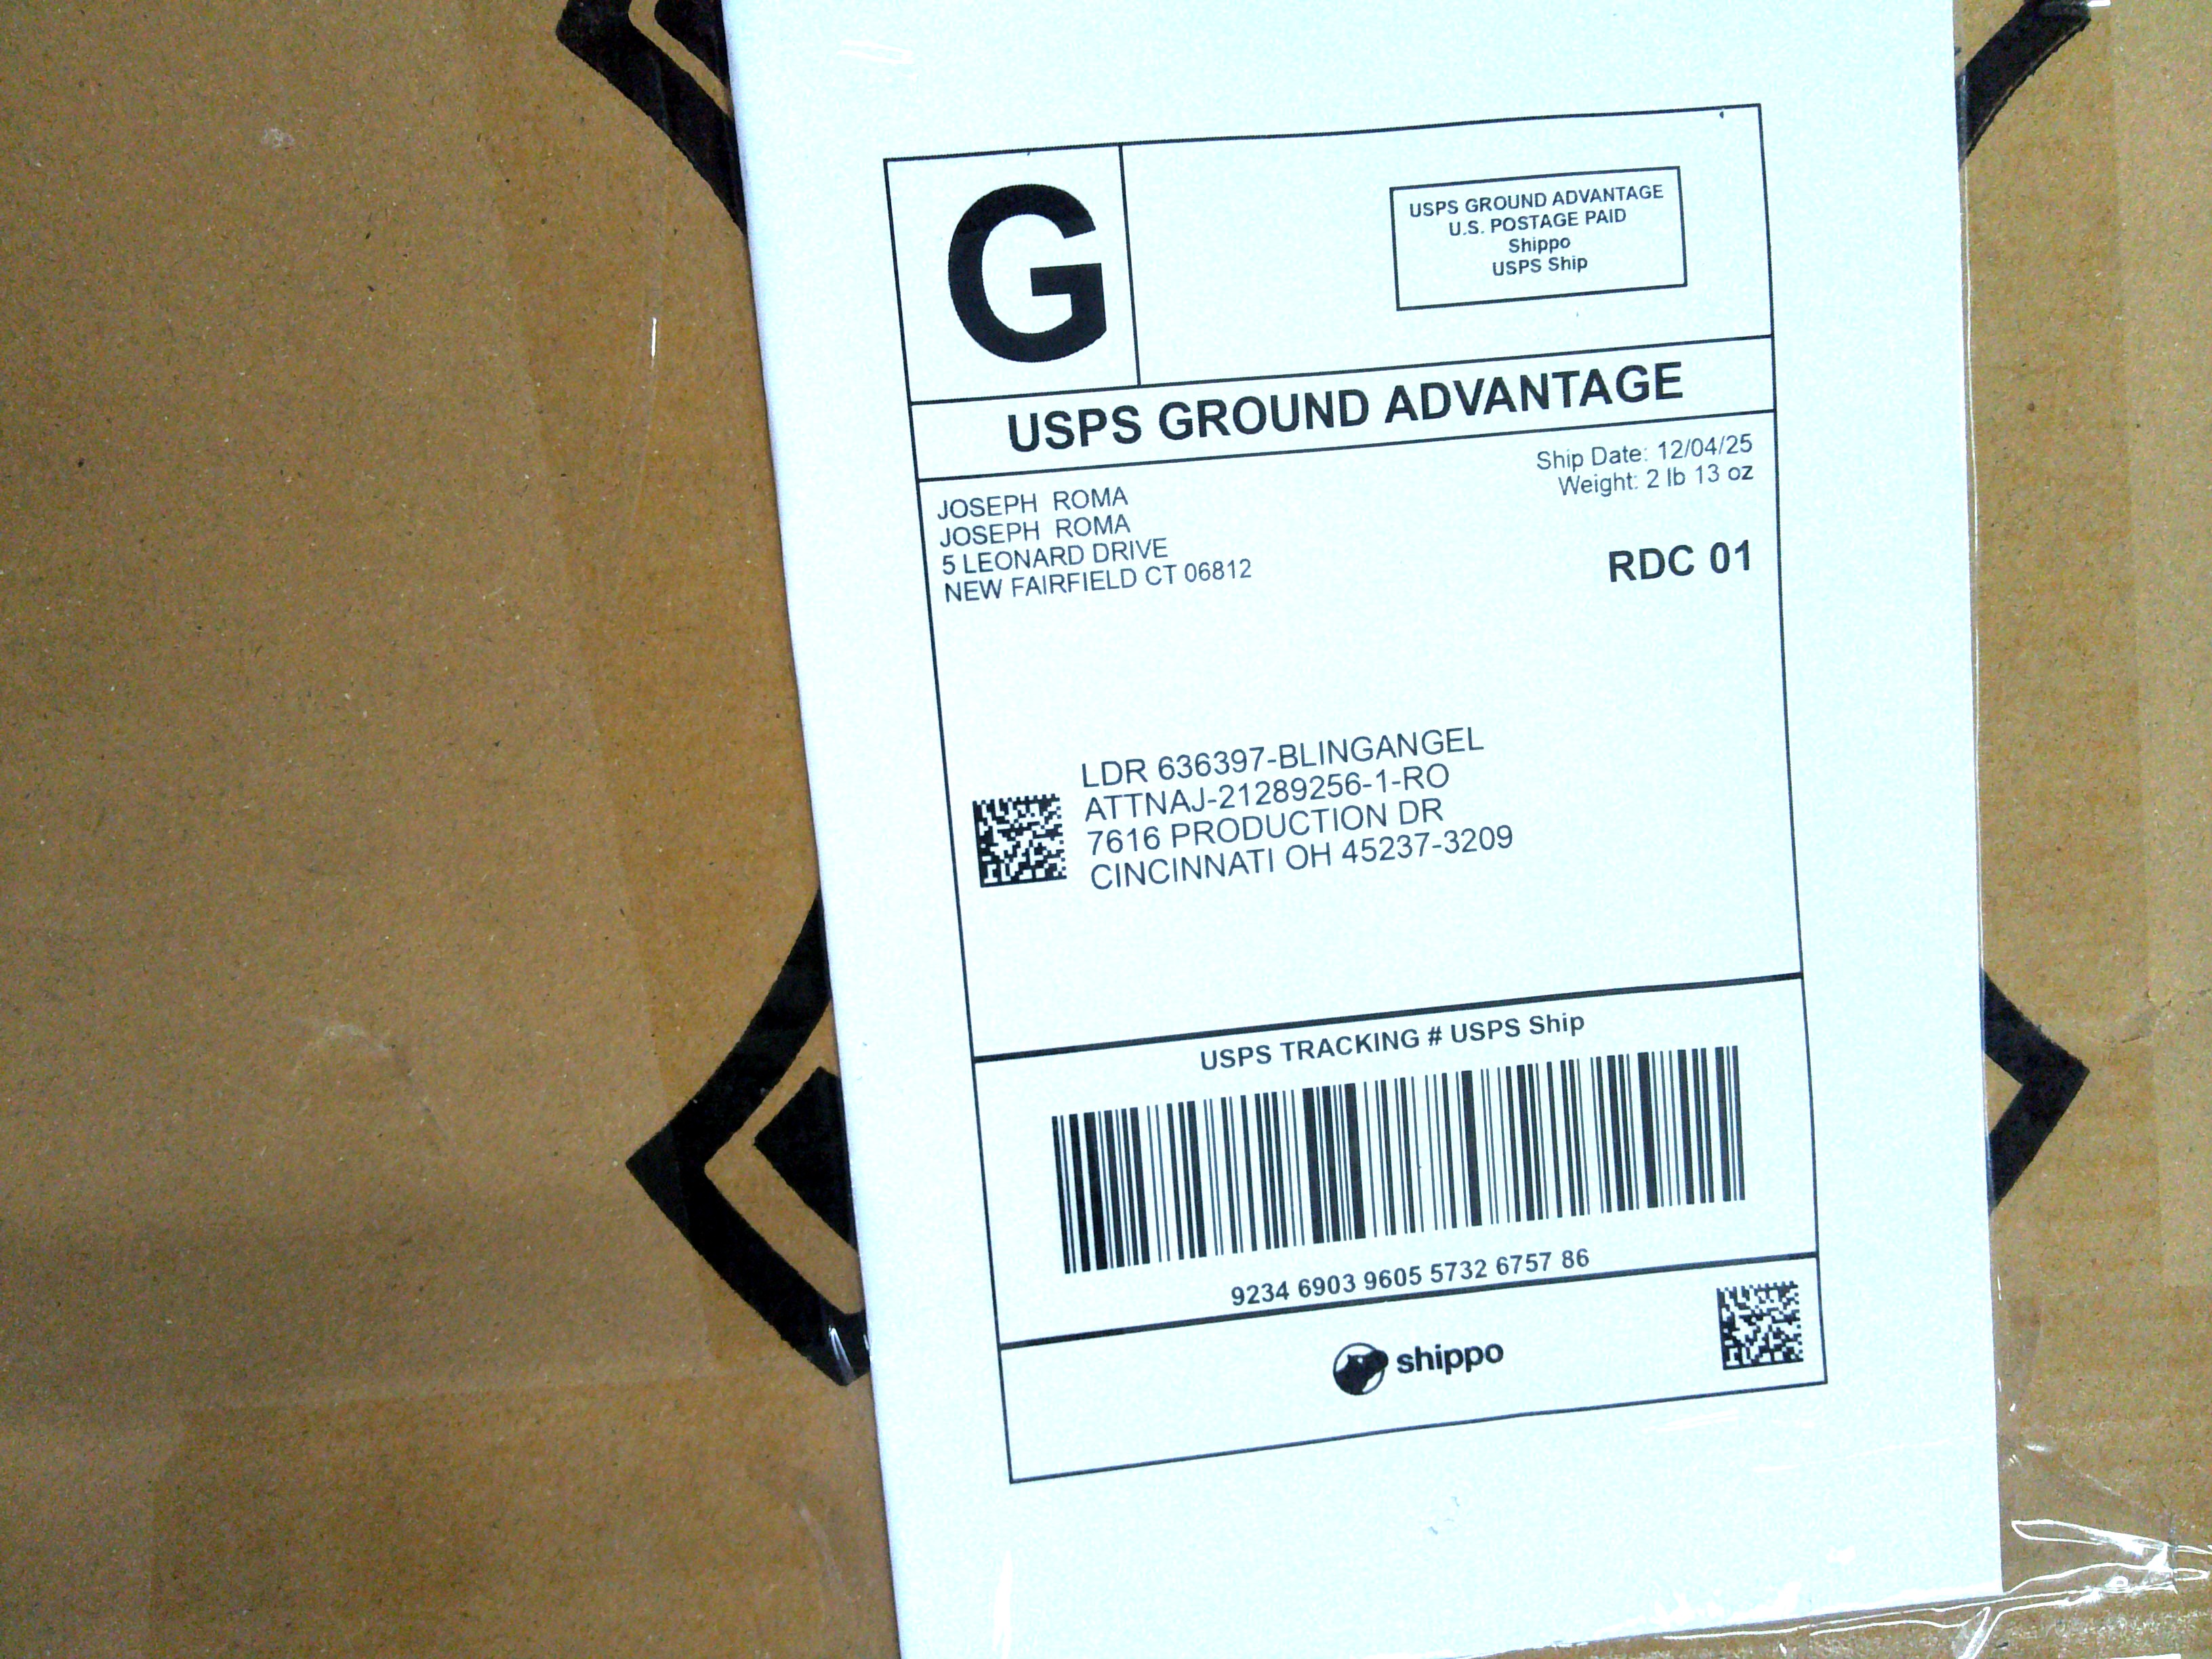 G
USPS GROUND ADVANTAGE
U.S. POSTAGE PAID
Shippo
USPS Ship
USPS GROUND ADVANTAGE
Ship Date: 12/04/25
Weight: 2 lb 13 oz
JOSEPH ROMA
JOSEPH ROMA
5 LEONARD DRIVE
NEW FAIRFIELD CT 06812
RDC 01
LDR 636397-BLINGANGEL
ATTNAJ-21289256-1-RO
7616 PRODUCTION DR
CINCINNATI OH 45237-3209
USPS TRACKING # USPS Ship
9234 6903 9605 5732 6757 86
shippo